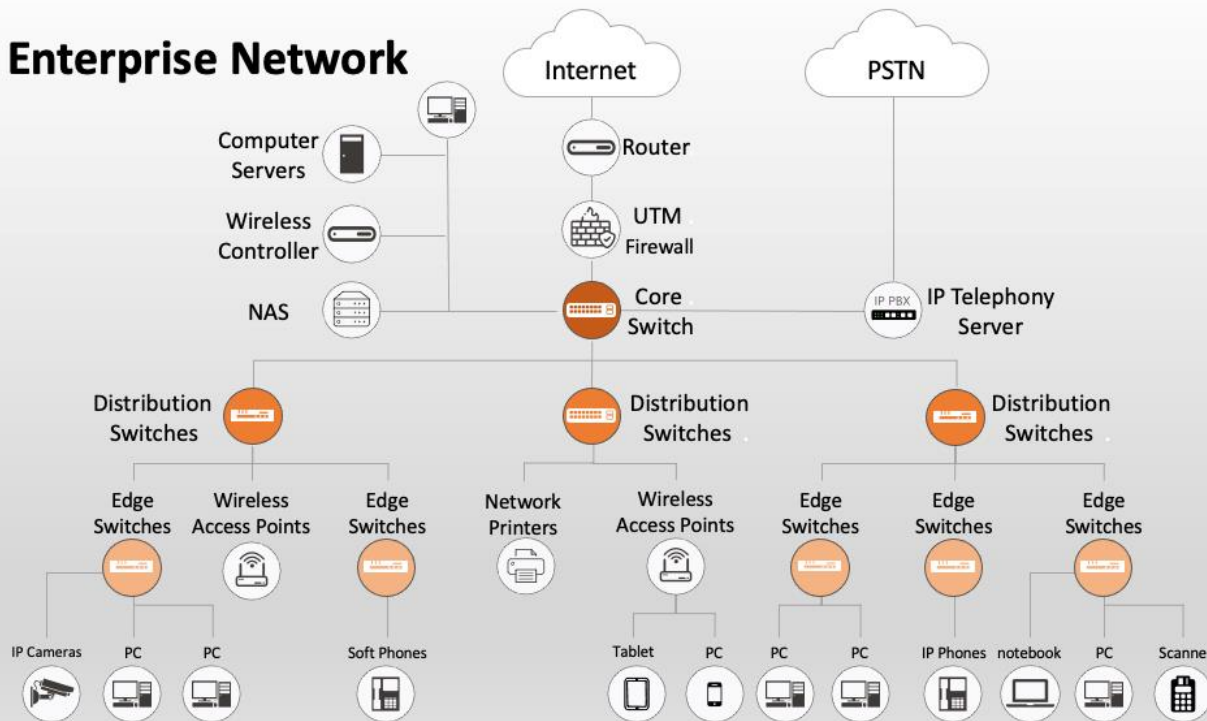 Enterprise Network
Internet
PSTN
Computer
Servers
Router
Wireless
Controller
UTM
Firewall
NAS
Core
Switch
IP PBX
IP Telephony
Server
Distribution
Switches
Distribution
Switches
Distribution
Switches
Edge
Switches
Wireless
Access Points
Edge
Switches
Network
Printers
Wireless
Access Points
Edge
Switches
Edge
Switches
Edge
Switches
IP Cameras
PC
PC
Soft Phones
Tablet
PC
PC
PC
IP Phones
notebook
PC
Scanne